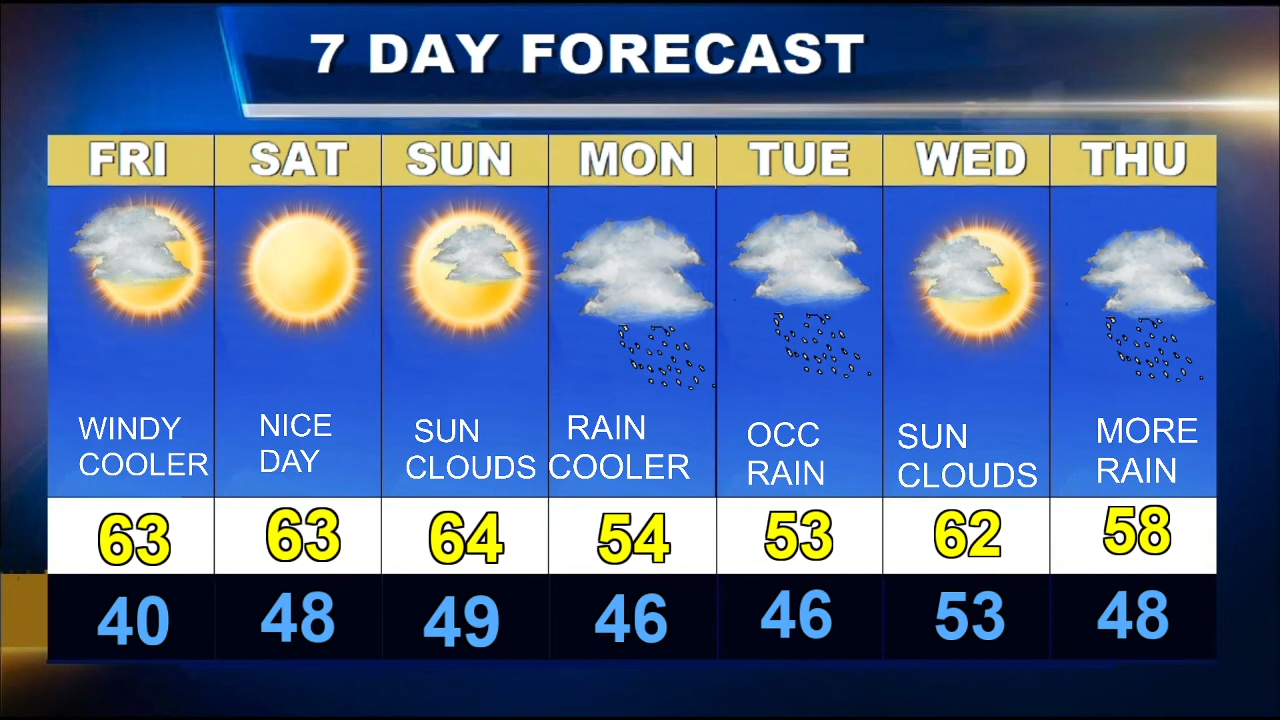 7 DAY FORECAST
FRI SAT SUN MON TUE WED THU
WINDY
COOLER
NICE
DAY
SUN
CLOUDS
RAIN
COOLER
OCC
RAIN
SUN
CLOUDS
MORE
RAIN
63 63 64 54 53 62 58
40 48 49 46 46 53 48